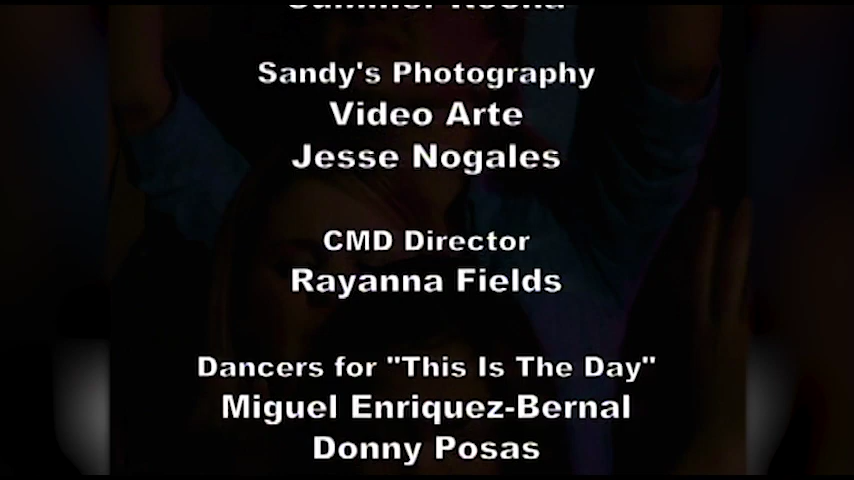 Sandy's Photography
Video Arte
Jesse Nogales
CMD Director
Rayanna Fields
Dancers for "This Is The Day"
Miguel Enriquez-Bernal
Donny Posas